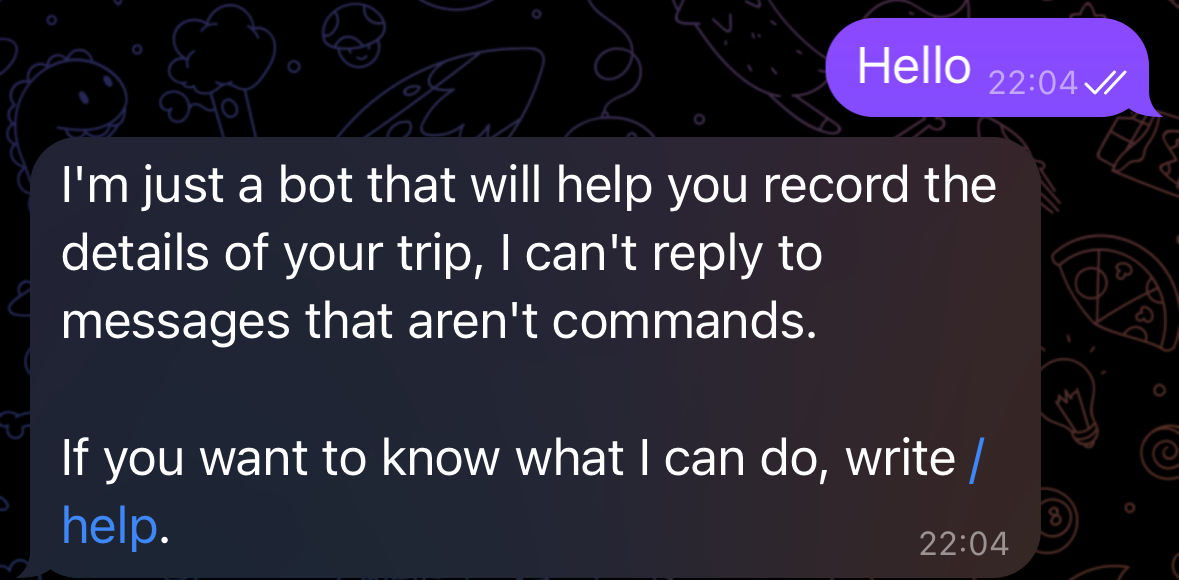 Hello 22:04
I'm just a bot that will help you record the
details of your trip, I can't reply to
messages that aren't commands.
If you want to know what I can do, write /
help.
22:04